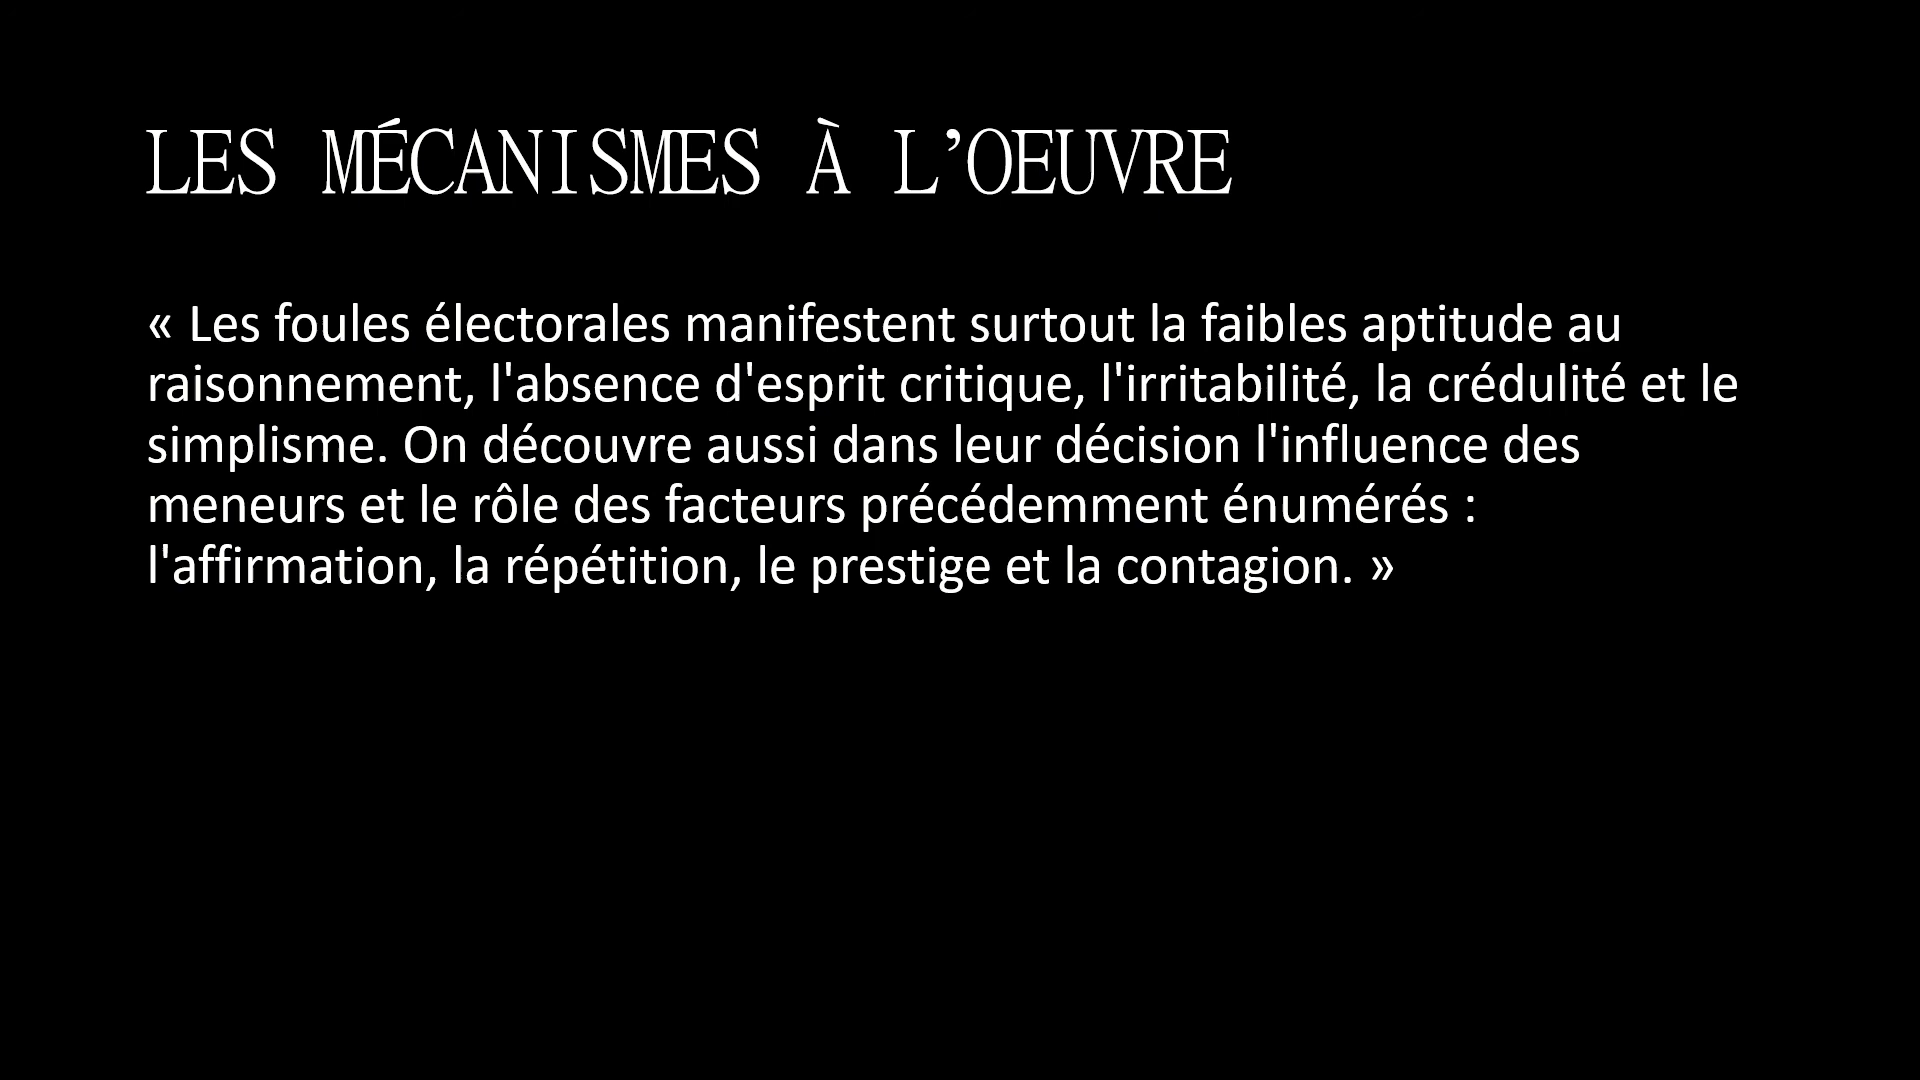 LES MÉCANISMES À L’OEUVRE
« Les foules électorales manifestent surtout la faibles aptitude au
raisonnement, l'absence d'esprit critique, l'irritabilité, la crédulité et le
simplisme. On découvre aussi dans leur décision l'influence des
meneurs et le rôle des facteurs précédemment énumérés :
l'affirmation, la répétition, le prestige et la contagion. »